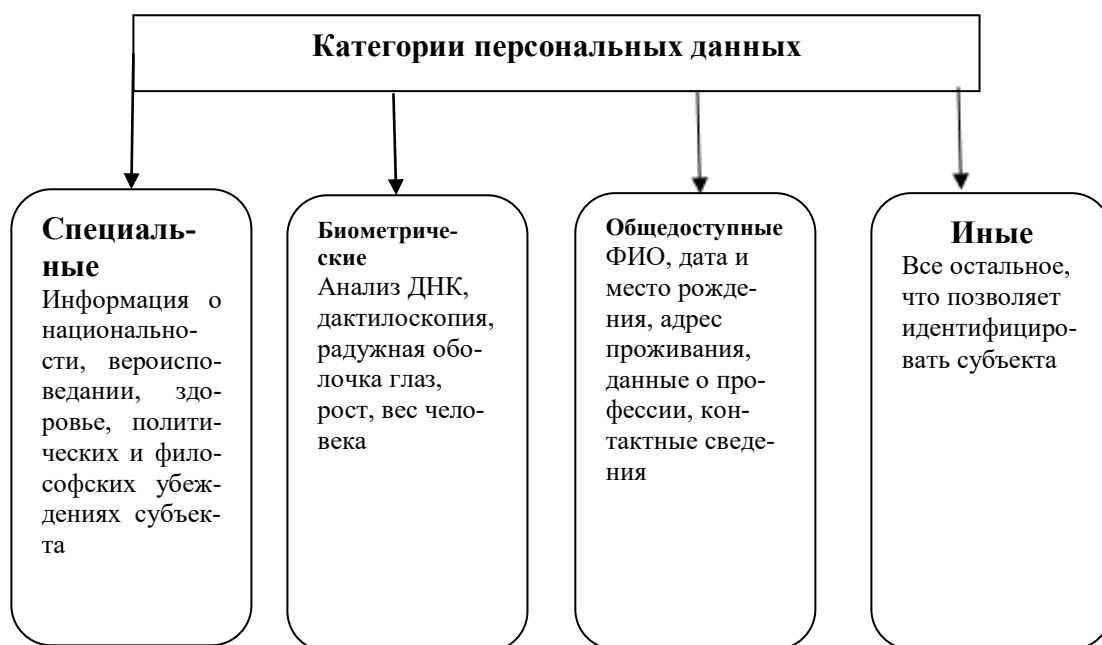 Категории персональных данных
Специаль-
ные
Информация о
национально-
сти, вероиспо-
ведании, здо-
ровье, полити-
ческих и фило-
софских убеж-
дениях субъек-
та
Биометриче-
ские
Анализ ДНК,
дактилоскопия,
радужная обо-
лочка глаз,
рост, вес чело-
века
Общедоступные
ФИО, дата и
место рожде-
ния, адрес
проживания,
данные о про-
фессии, кон-
тактные сведе-
ния
Иные
Все остальное,
что позволяет
идентифициро-
вать субъекта